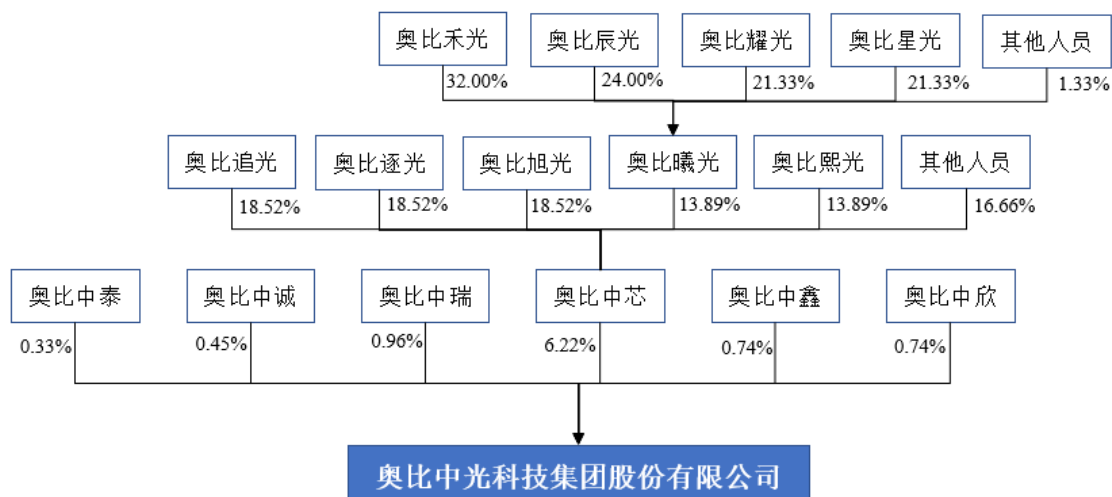 奥比禾光 奥比辰光 奥比耀光 奥比星光 其他人员
32.00% 24.00% 21.33% 21.33% 1.33%
奥比追光 奥比逐光 奥比旭光 奥比曦光 奥比熙光 其他人员
18.52% 18.52% 18.52% 13.89% 13.89% 16.66%
奥比中泰 奥比中诚 奥比中瑞 奥比中芯 奥比中鑫 奥比中欣
0.33% 0.45% 0.96% 6.22% 0.74% 0.74%
奥比中光科技集团股份有限公司